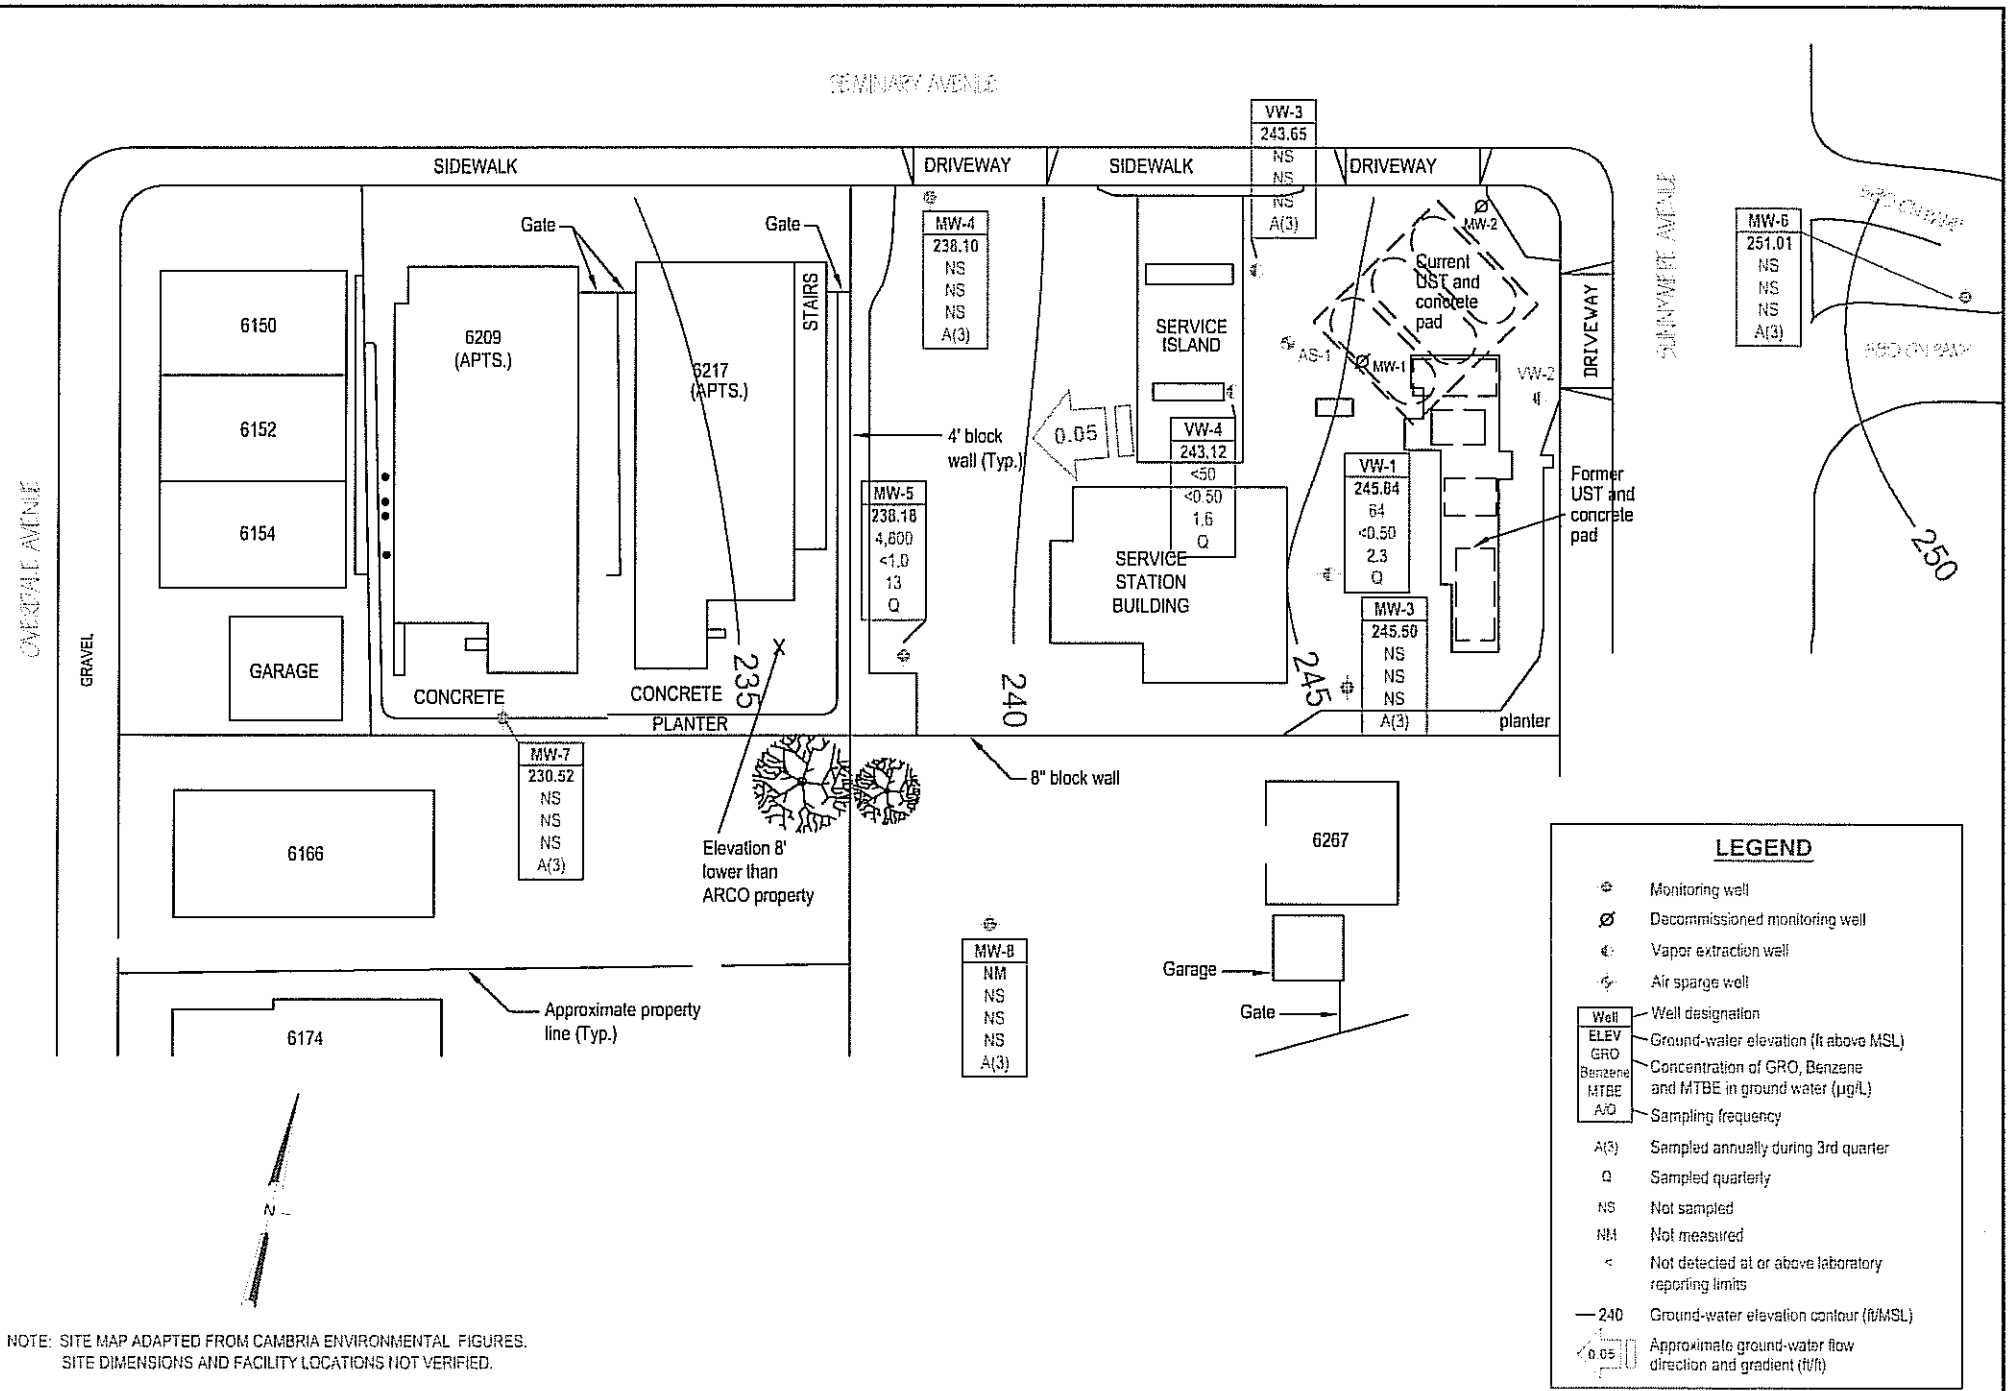 SEMINARY AVENUE
SIDEWALK
DRIVEWAY
SIDEWALK
DRIVEWAY
VW-3
243.65
NS
NS
NS
A(3)
Gate
Gate
MW-4
238.10
NS
NS
NS
A(3)
MW-2
Current
UST and
concrete
pad
SUNNYMERE AVENUE
MW-6
251.01
NS
NS
NS
A(3)
580 ON RAMP
580 ON RAMP
6150
6152
6154
6209
(APTS.)
6217
(APTS.)
STAIRS
SERVICE
ISLAND
AS-1
MW-1
VW-2
DRIVEWAY
4' block
wall (Typ.)
0.05
VW-4
243.12
<50
<0.50
1.6
Q
MW-5
238.18
4,600
<1.0
13
Q
VW-1
245.84
64
<0.50
2.3
Q
Former
UST and
concrete
pad
SERVICE
STATION
BUILDING
MW-3
245.50
NS
NS
NS
A(3)
250
245
240
235
OVERDALE AVENUE
GRAVEL
GARAGE
CONCRETE
CONCRETE
PLANTER
planter
MW-7
230.52
NS
NS
NS
A(3)
8" block wall
Elevation 8'
lower than
ARCO property
6166
6267
MW-8
NM
NS
NS
NS
A(3)
Garage
Gate
Approximate property
line (Typ.)
6174
N
NOTE: SITE MAP ADAPTED FROM CAMBRIA ENVIRONMENTAL FIGURES.
SITE DIMENSIONS AND FACILITY LOCATIONS NOT VERIFIED.
LEGEND
Monitoring well
Decommissioned monitoring well
Vapor extraction well
Air sparge well
Well
ELEV
GRO
Benzene
MTBE
A/Q
Well designation
Ground-water elevation (ft above MSL)
Concentration of GRO, Benzene
and MTBE in ground water (µg/L)
Sampling frequency
A(3) Sampled annually during 3rd quarter
Q Sampled quarterly
NS Not sampled
NM Not measured
< Not detected at or above laboratory
reporting limits
240 Ground-water elevation contour (ft/MSL)
0.05 Approximate ground-water flow
direction and gradient (ft/ft)